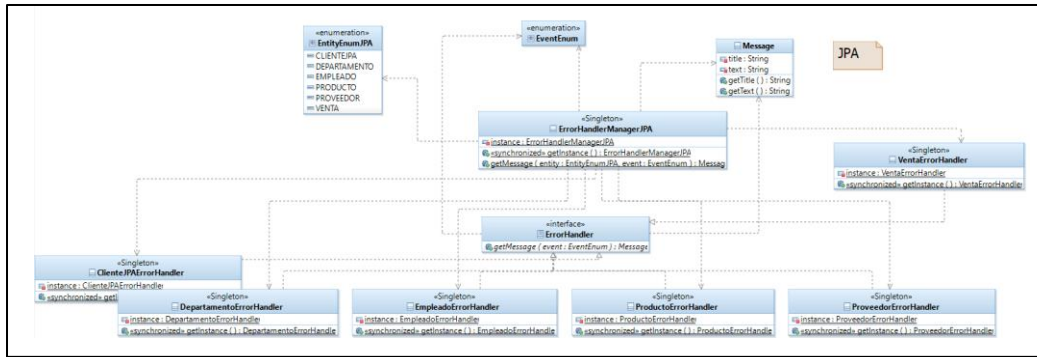 «enumeration»
EntityEnumJPA
CLIENTEJPA
DEPARTAMENTO
EMPLEADO
PRODUCTO
PROVEEDOR
VENTA
«enumeration»
EventEnum
Message
title : String
text : String
getTitle ( ) : String
getText ( ) : String
JPA
«Singleton»
ErrorHandlerManagerJPA
instance : ErrorHandlerManagerJPA
«synchronized» getInstance ( ) : ErrorHandlerManagerJPA
getMessage ( entity : EntityEnumJPA, event : EventEnum ) : Messag
«Singleton»
VentaErrorHandler
instance : VentaErrorHandler
«synchronized» getInstance ( ) : VentaErrorHandler
«interface»
ErrorHandler
getMessage ( event : EventEnum ) : Message
«Singleton»
ClienteJPAErrorHandler
instance : ClienteJPAErrorHandler
«synchronized» getI
«Singleton»
DepartamentoErrorHandler
instance : DepartamentoErrorHandler
«synchronized» getInstance ( ) : DepartamentoErrorHandle
«Singleton»
EmpleadoErrorHandler
instance : EmpleadoErrorHandler
«synchronized» getInstance ( ) : EmpleadoErrorHandle
«Singleton»
ProductoErrorHandler
instance : ProductoErrorHandler
«synchronized» getInstance ( ) : ProductoErrorHandle
«Singleton»
ProveedorErrorHandler
instance : ProveedorErrorHandler
«synchronized» getInstance ( ) : ProveedorErrorHandle